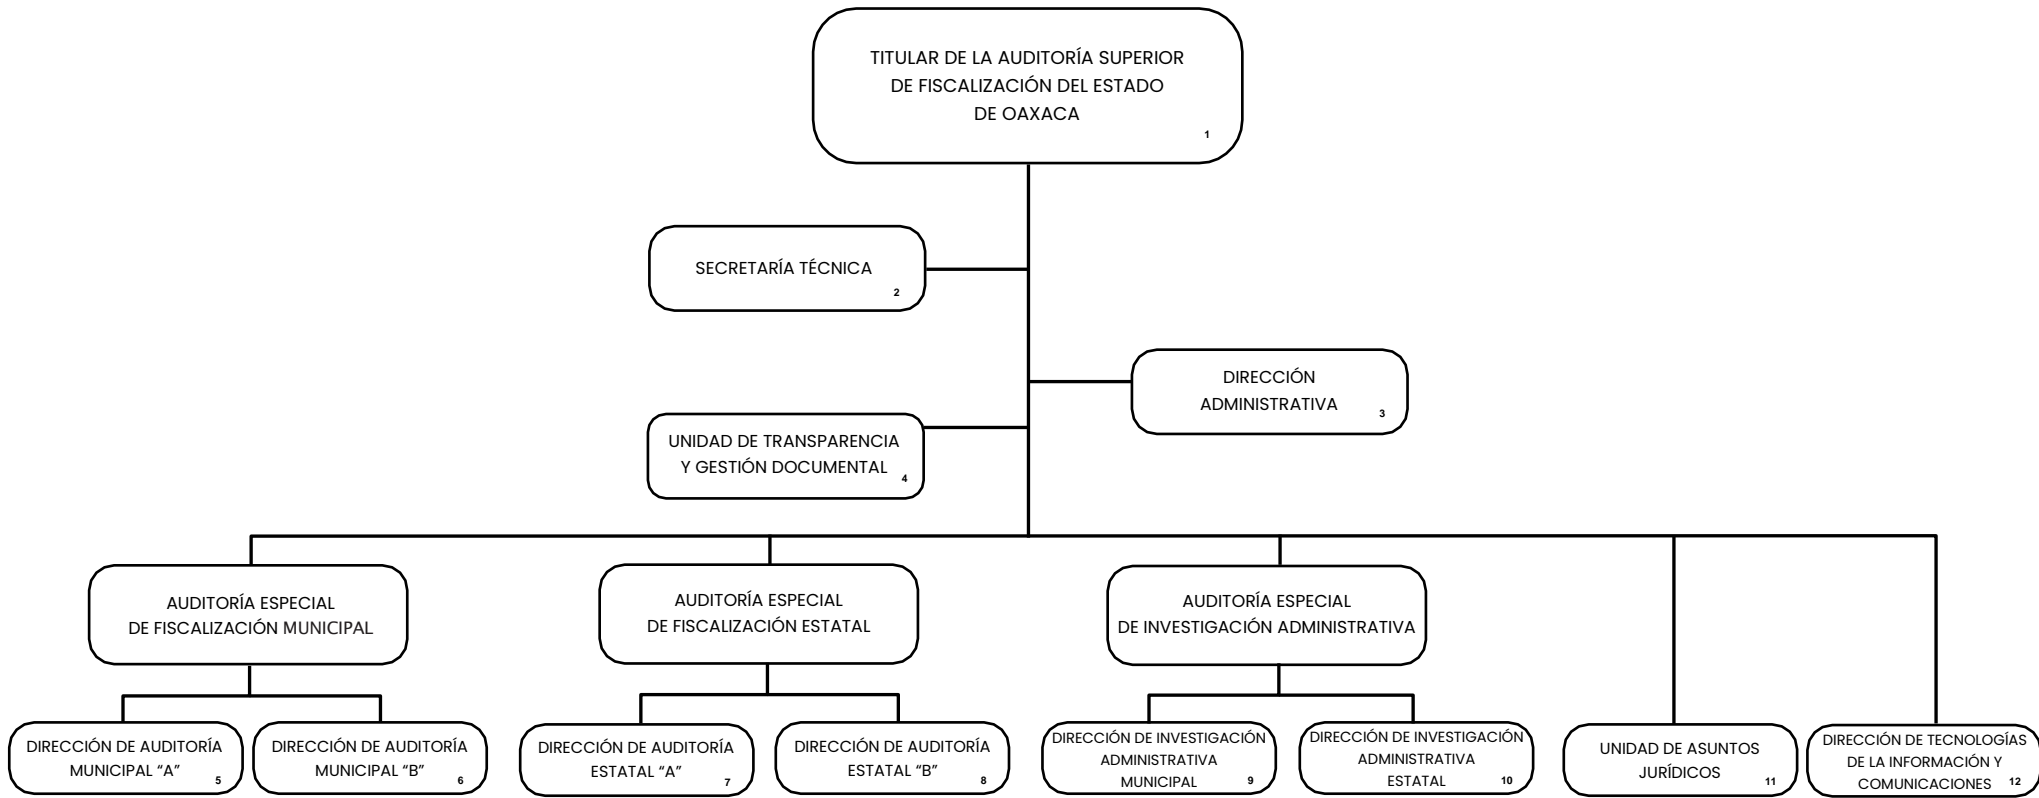 TITULAR DE LA AUDITORÍA SUPERIOR
DE FISCALIZACIÓN DEL ESTADO
DE OAXACA
1
SECRETARÍA TÉCNICA
2
DIRECCIÓN
ADMINISTRATIVA
3
UNIDAD DE TRANSPARENCIA
Y GESTIÓN DOCUMENTAL
4
AUDITORÍA ESPECIAL
DE FISCALIZACIÓN MUNICIPAL
AUDITORÍA ESPECIAL
DE FISCALIZACIÓN ESTATAL
AUDITORÍA ESPECIAL
DE INVESTIGACIÓN ADMINISTRATIVA
DIRECCIÓN DE AUDITORÍA
MUNICIPAL “A”
5
DIRECCIÓN DE AUDITORÍA
MUNICIPAL “B”
6
DIRECCIÓN DE AUDITORÍA
ESTATAL “A”
7
DIRECCIÓN DE AUDITORÍA
ESTATAL “B”
8
DIRECCIÓN DE INVESTIGACIÓN
ADMINISTRATIVA
MUNICIPAL
9
DIRECCIÓN DE INVESTIGACIÓN
ADMINISTRATIVA
ESTATAL
10
UNIDAD DE ASUNTOS
JURÍDICOS
11
DIRECCIÓN DE TECNOLOGÍAS
DE LA INFORMACIÓN Y
COMUNICACIONES
12